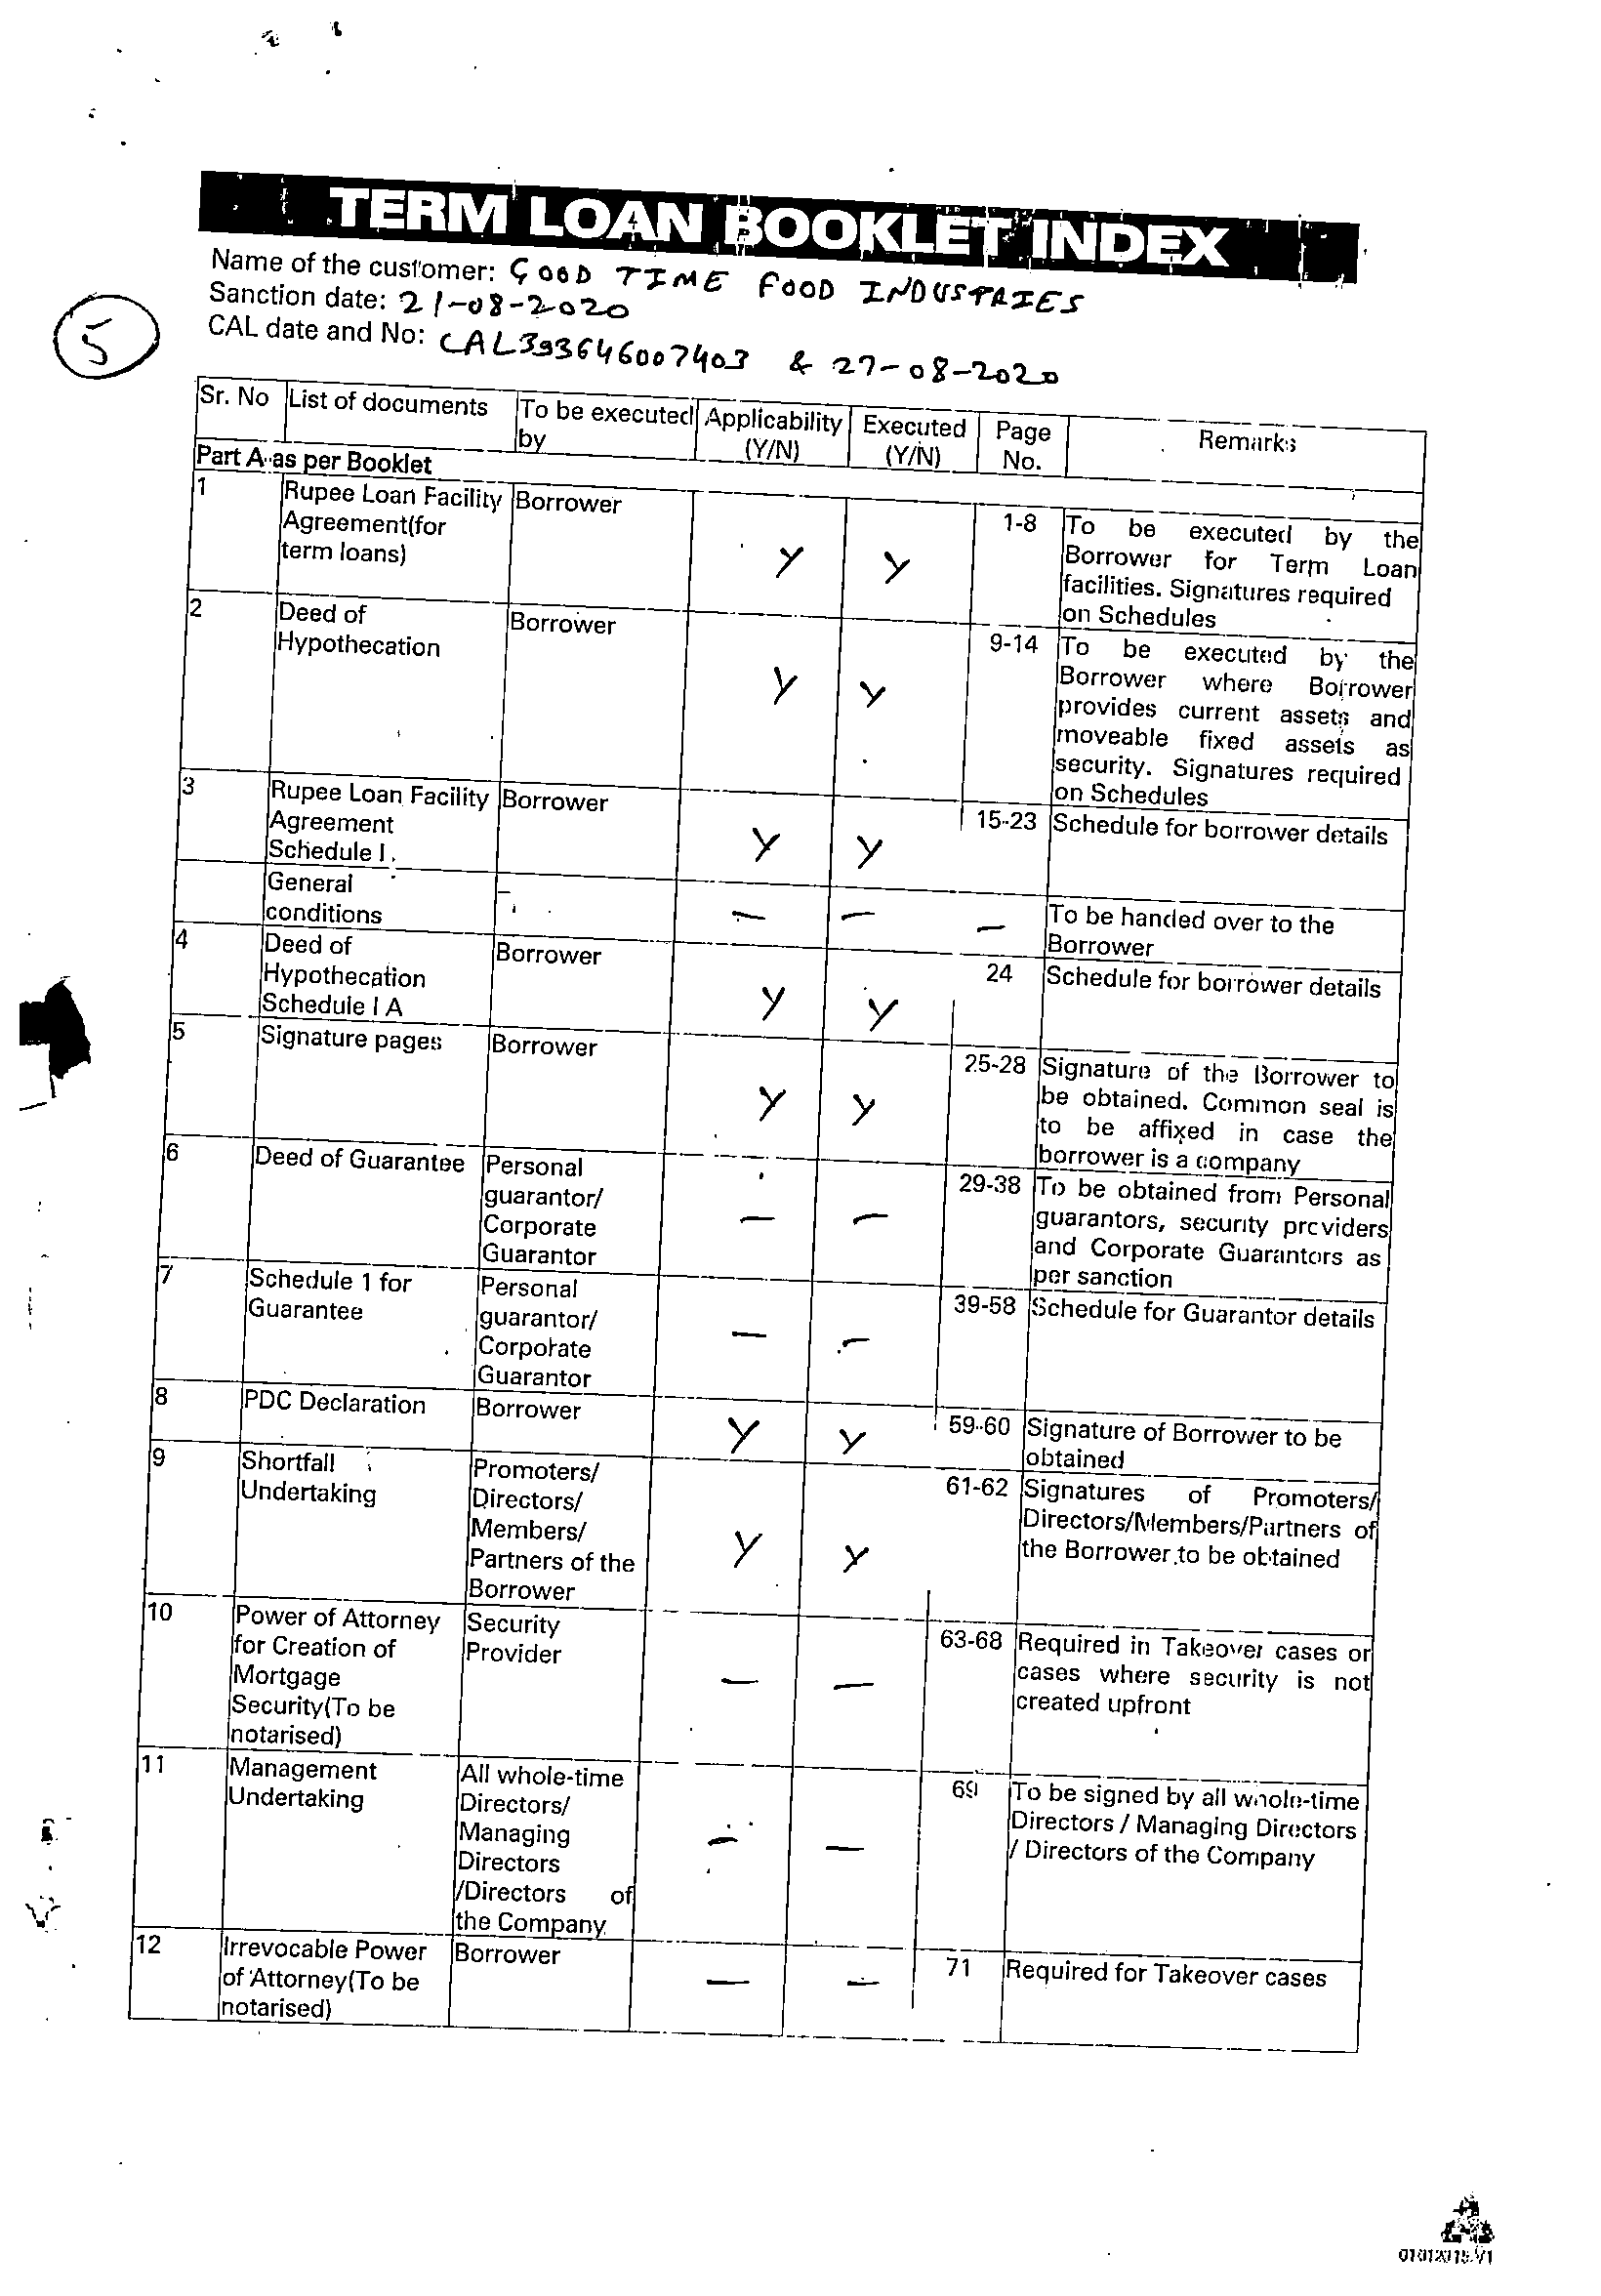 TERM LOAN BOOKLET INDEX
Name of the customer: GOOD TIME FOOD INDUSTRIES
Sanction date: 21-08-2020
CAL date and No: CAL393646007403 & 27-08-2020
5
Sr. No List of documents To be executed by Applicability (Y/N) Executed (Y/N) Page No. Remarks
Part A as per Booklet
1 Rupee Loan Facility Agreement(for term loans) Borrower Y Y 1-8 To be executed by the Borrower for Term Loan facilities. Signatures required on Schedules
2 Deed of Hypothecation Borrower Y Y 9-14 To be executed by the Borrower where Borrower provides current assets and moveable fixed assets as security. Signatures required on Schedules
3 Rupee Loan Facility Agreement Schedule I Borrower Y Y 15-23 Schedule for borrower details
General conditions – – – – To be handed over to the Borrower
4 Deed of Hypothecation Schedule I A Borrower Y Y 24 Schedule for borrower details
5 Signature pages Borrower Y Y 25-28 Signature of the Borrower to be obtained. Common seal is to be affixed in case the borrower is a company
6 Deed of Guarantee Personal guarantor/ Corporate Guarantor – – 29-38 To be obtained from Personal guarantors, security providers and Corporate Guarantors as per sanction
7 Schedule 1 for Guarantee Personal guarantor/ Corporate Guarantor – – 39-58 Schedule for Guarantor details
8 PDC Declaration Borrower Y Y 59-60 Signature of Borrower to be obtained
9 Shortfall Undertaking Promoters/ Directors/ Members/ Partners of the Borrower Y Y 61-62 Signatures of Promoters/ Directors/Members/Partners of the Borrower to be obtained
10 Power of Attorney for Creation of Mortgage Security(To be notarised) Security Provider – – 63-68 Required in Takeover cases or cases where security is not created upfront
11 Management Undertaking All whole-time Directors/ Managing Directors /Directors of the Company – – 69 To be signed by all whole-time Directors / Managing Directors / Directors of the Company
12 Irrevocable Power of Attorney(To be notarised) Borrower – – 71 Required for Takeover cases